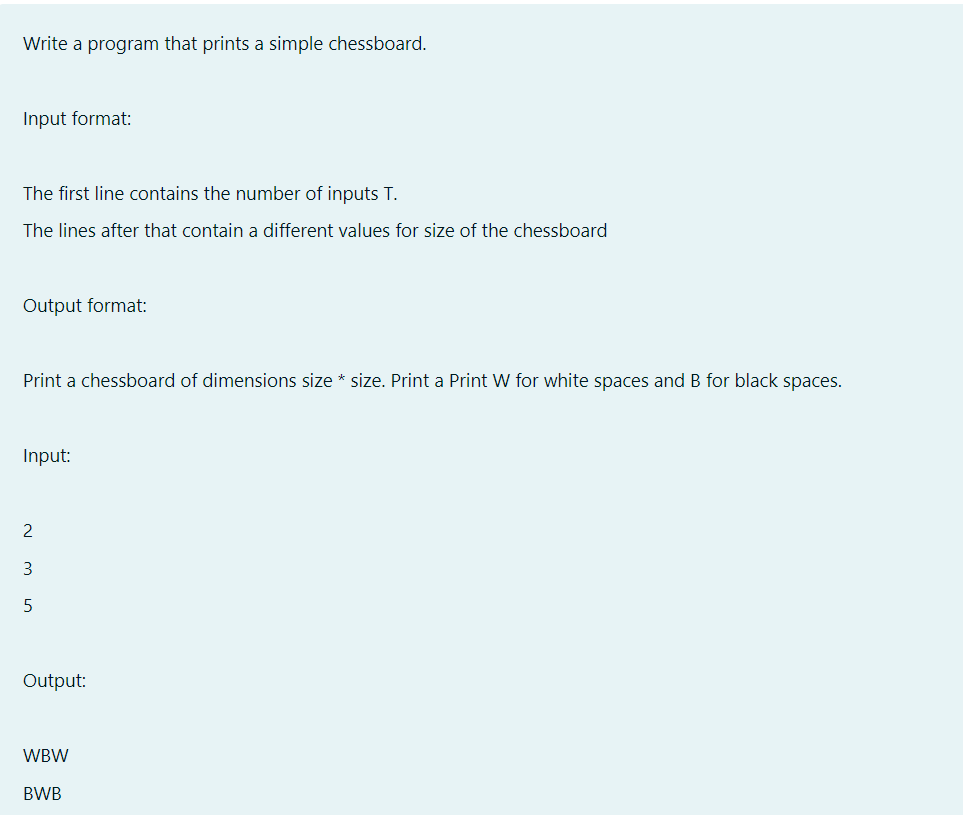 Write a program that prints a simple chessboard.
Input format:
The first line contains the number of inputs T.
The lines after that contain a different values for size of the chessboard
Output format:
Print a chessboard of dimensions size * size. Print a Print W for white spaces and B for black spaces.
Input:
2
3
5
Output:
WBW
BWB